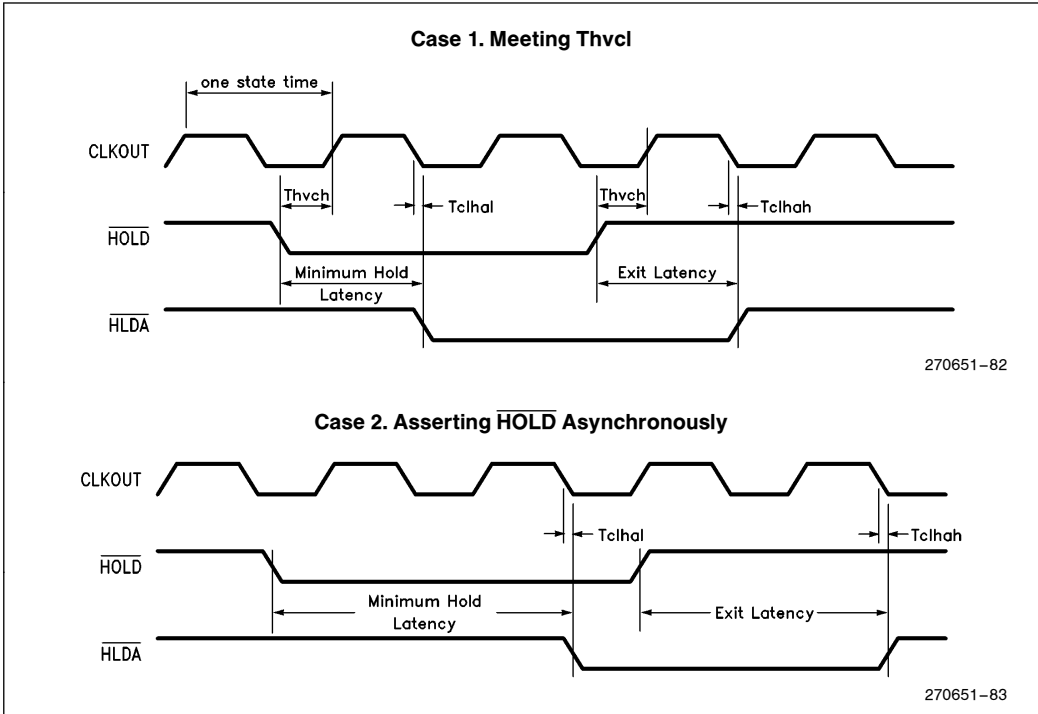 Case 1. Meeting Thvcl
one state time
CLKOUT
Thvch
Tclhal
Thvch
Tclhah
HOLD
Minimum Hold
Latency
Exit Latency
HLDA
270651-82
Case 2. Asserting HOLD Asynchronously
CLKOUT
Tclhal
Tclhah
HOLD
Minimum Hold
Latency
Exit Latency
HLDA
270651-83